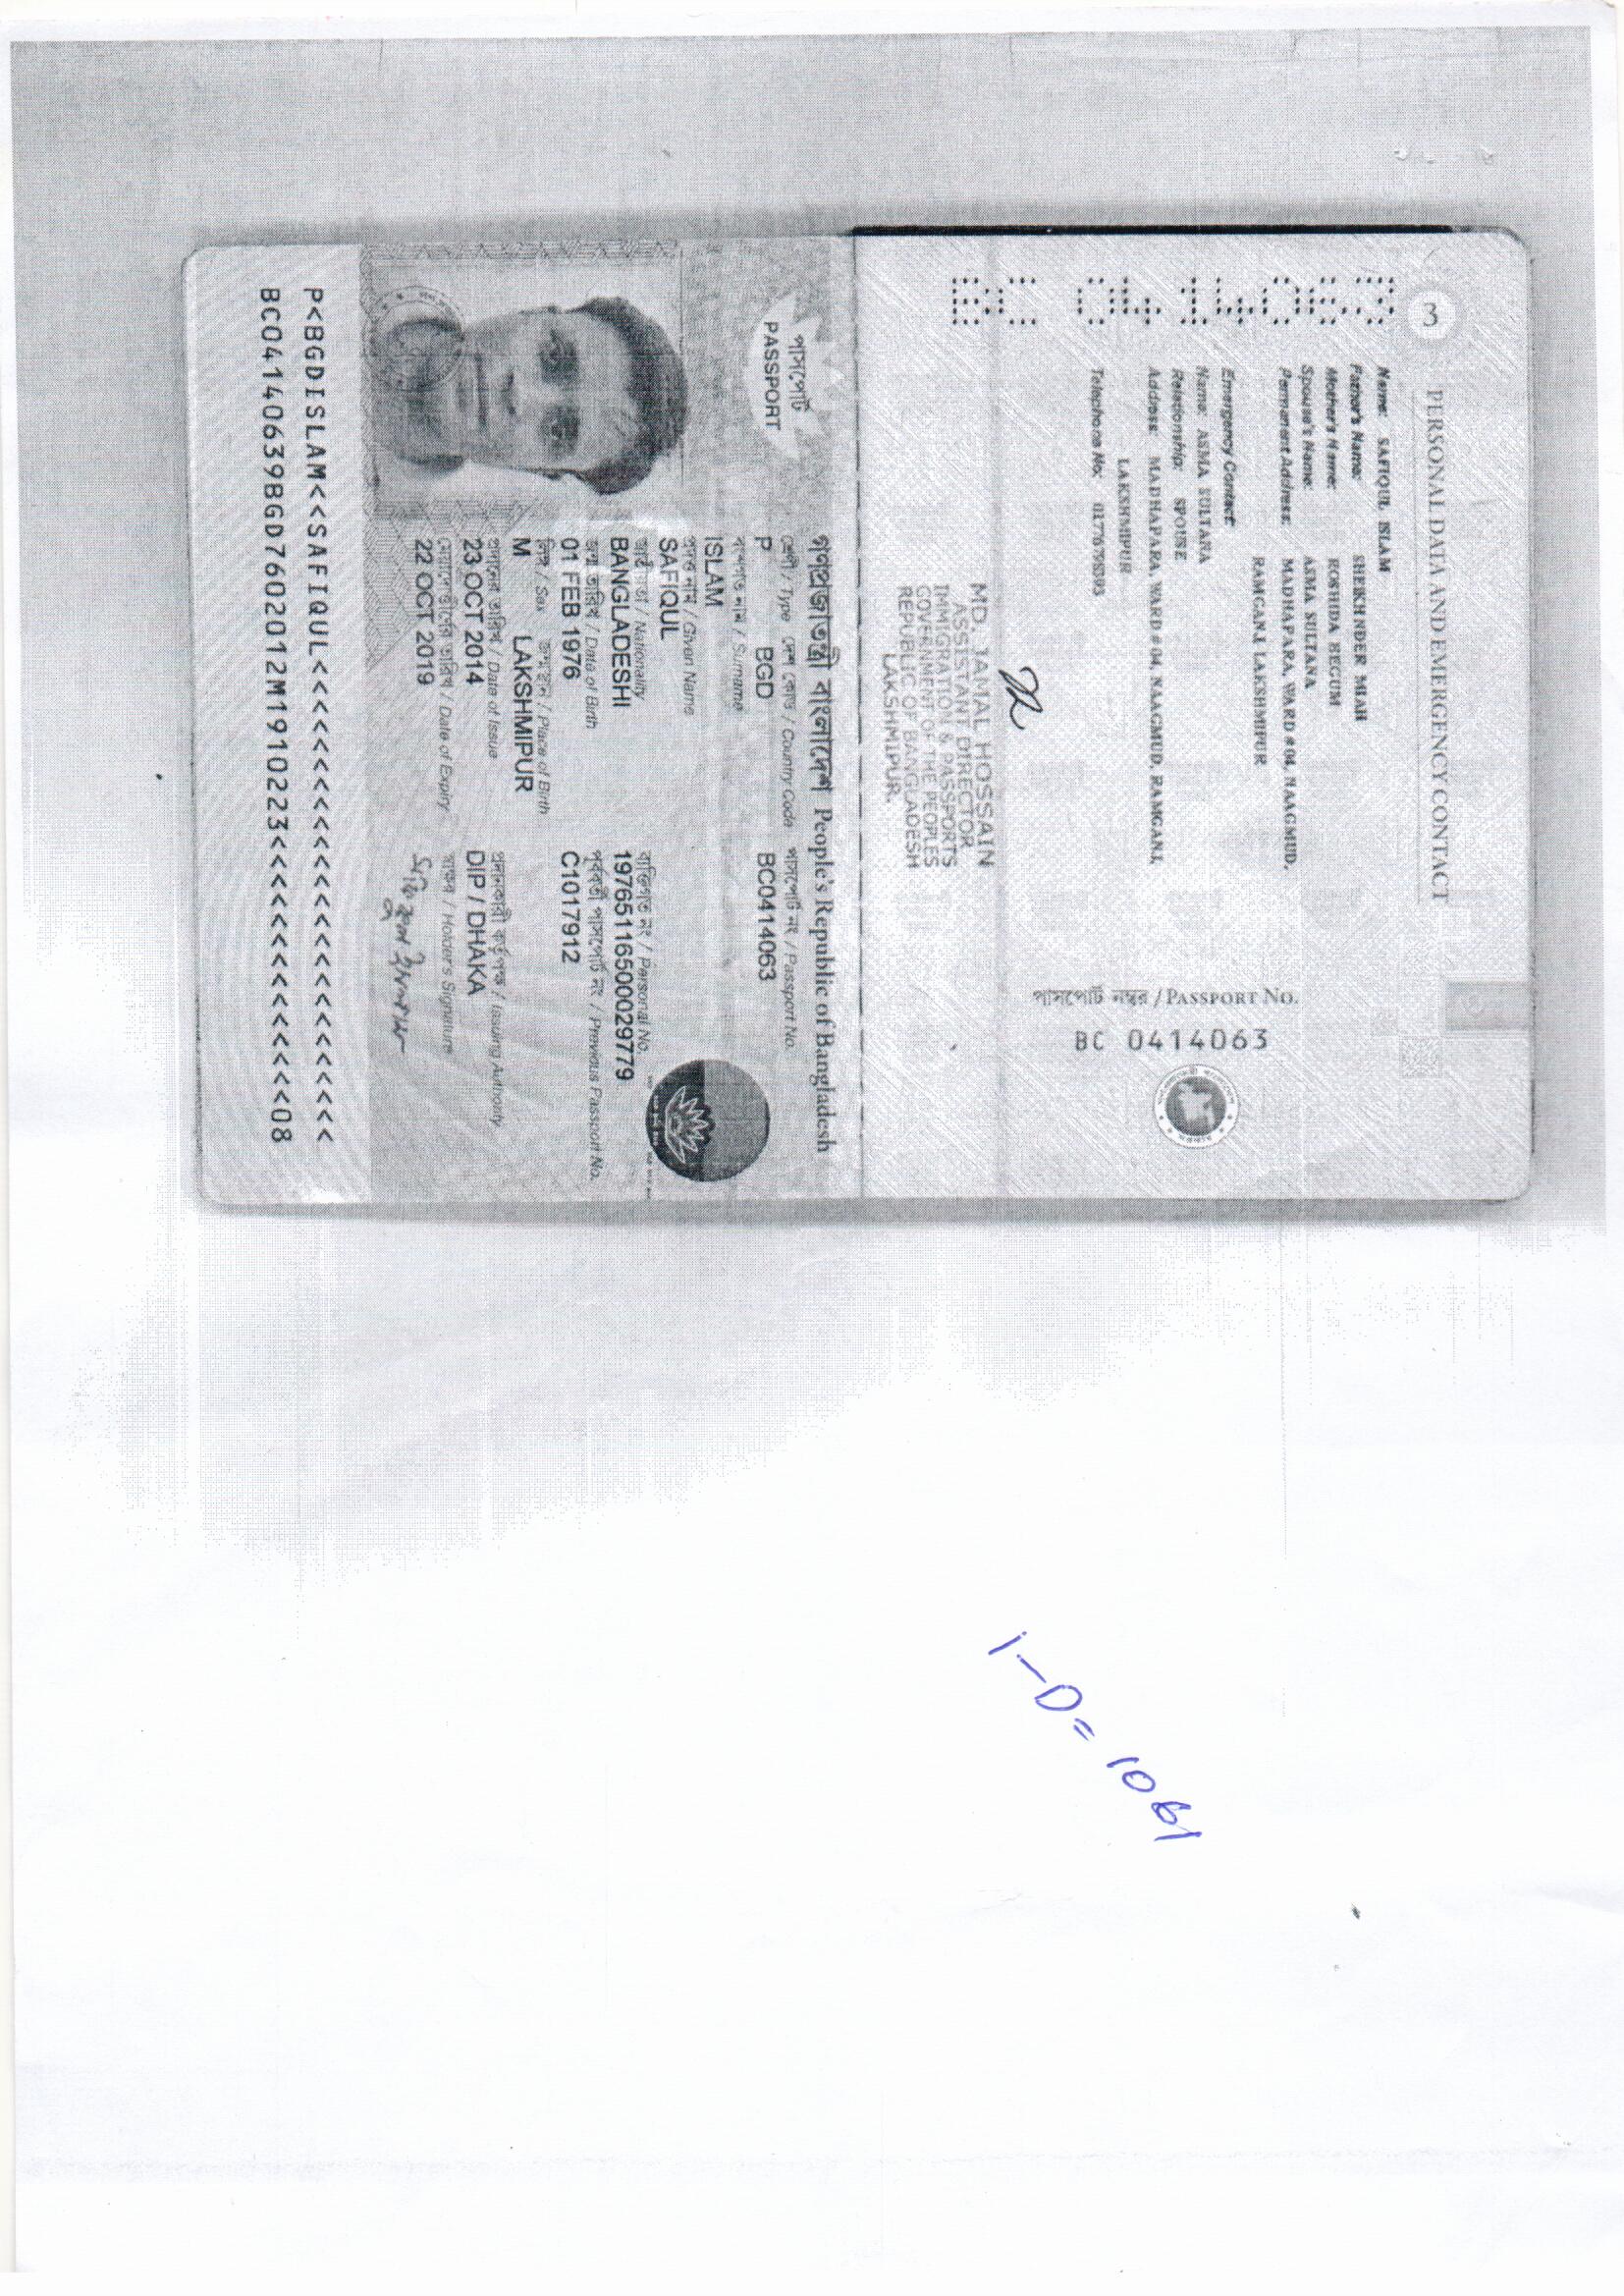 3
PERSONAL DATA AND EMERGENCY CONTACT
Name: SAFIQUL ISLAM
Father's Name: SHEIKHINDER MIAH
Mother's Name: ROSHIDA BEGUM
Spouse's Name: ASMA SULTANA
Permanent Address: MADHAPARA, WARD # 04, NAAGMUD,
RAMGANJ, LAKSHMIPUR
Emergency Contact:
Name: ASMA SULTANA
Relationship: SPOUSE
Address: MADHAPARA, WARD # 04, NAAGMUD, RAMGANJ,
LAKSHMIPUR
Telephone No:
BC 0414063
পাসপোর্ট নম্বর / PASSPORT NO.
BC 0414063
MD. JAMAL HOSSAIN
ASSISTANT DIRECTOR
IMMIGRATION & PASSPORTS
GOVERNMENT OF THE PEOPLES
REPUBLIC OF BANGLADESH
LAKSHMIPUR.
গণপ্রজাতন্ত্রী বাংলাদেশ People's Republic of Bangladesh
পাসপোর্ট
PASSPORT
শ্রেণী / Type দেশ কোড / Country Code পাসপোর্ট নং / Passport No.
P BGD BC0414063
বংশগত নাম / Surname
ISLAM
প্রদত্ত নাম / Given Name
SAFIQUL
জাতীয়তা / Nationality ব্যক্তিগত নং / Personal No.
BANGLADESHI 19765116500029779
জন্ম তারিখ / Date of Birth পূর্ববর্তী পাসপোর্ট নং / Previous Passport No.
01 FEB 1976 C1017912
লিঙ্গ / Sex জন্মস্থান / Place of Birth
M LAKSHMIPUR
প্রদানের তারিখ / Date of Issue প্রদানকারী কর্তৃপক্ষ / Issuing Authority
23 OCT 2014 DIP / DHAKA
মেয়াদোত্তীর্ণের তারিখ / Date of Expiry স্বাক্ষর / Holder's Signature
22 OCT 2019 সফিকুল ইসলাম
P<BGDISLAM<<SAFIQUL<<<<<<<<<<<<<<<<<<<<<<<<<
BC04140639BGD7602012M1910223<<<<<<<<<<<<<<08
I-D= 1061